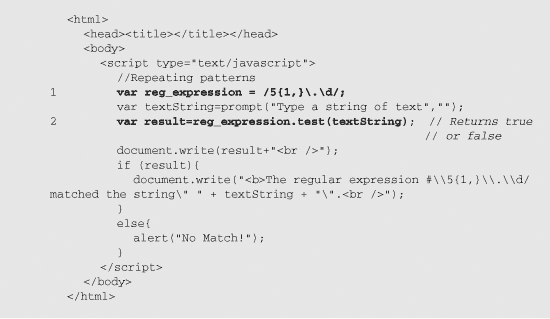 <html>
<head><title></title></head>
<body>
<script type="text/javascript">
//Repeating patterns
1 var reg_expression = /5{1,}\.\d/;
var textString=prompt("Type a string of text","");
2 var result=reg_expression.test(textString); // Returns true
// or false
document.write(result+"<br />");
if (result){
document.write("<b>The regular expression #\\5{1,}\\.\\d/
matched the string\" " + textString + "\".<br />");
}
else{
alert("No Match!");
}
</script>
</body>
</html>